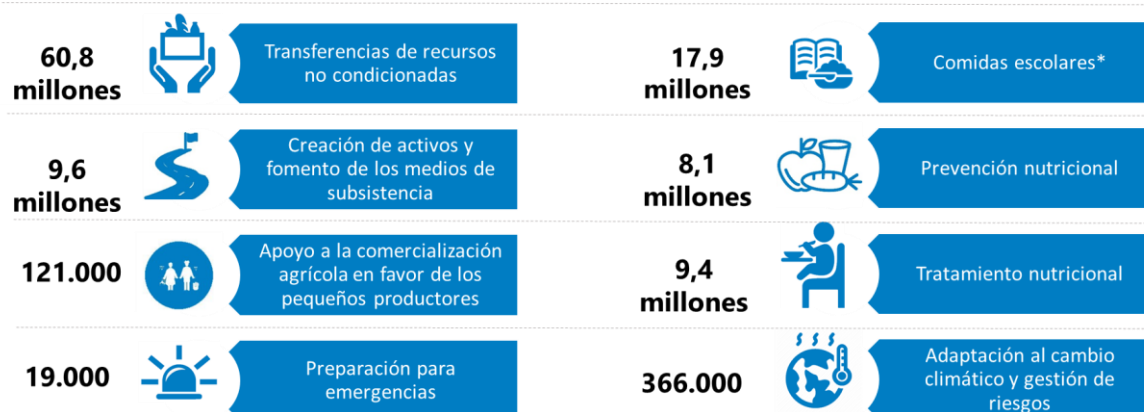 60,8
millones
Transferencias de recursos
no condicionadas
17,9
millones
Comidas escolares*
9,6
millones
Creación de activos y
fomento de los medios de
subsistencia
8,1
millones
Prevención nutricional
121.000
Apoyo a la comercialización
agrícola en favor de los
pequeños productores
9,4
millones
Tratamiento nutricional
19.000
Preparación para
emergencias
366.000
Adaptación al cambio
climático y gestión de
riesgos